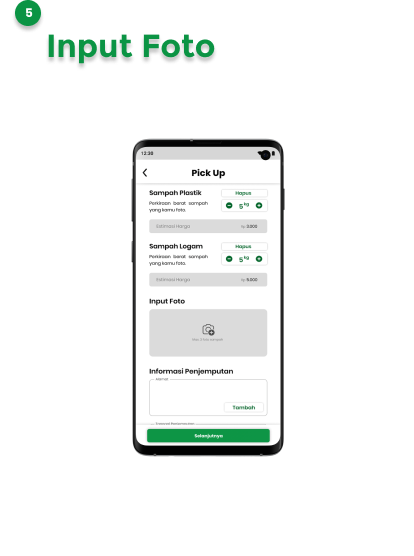 5
Input Foto
12:30
Pick Up
Sampah Plastik
Hapus
Perkiraan berat sampah
yang kamu foto.
5 kg
Estimasi Harga
Rp 3.000
Sampah Logam
Hapus
Perkiraan berat sampah
yang kamu foto.
5 kg
Estimasi Harga
Rp 5.000
Input Foto
Informasi Penjemputan
Alamat
Tambah
Selanjutnya